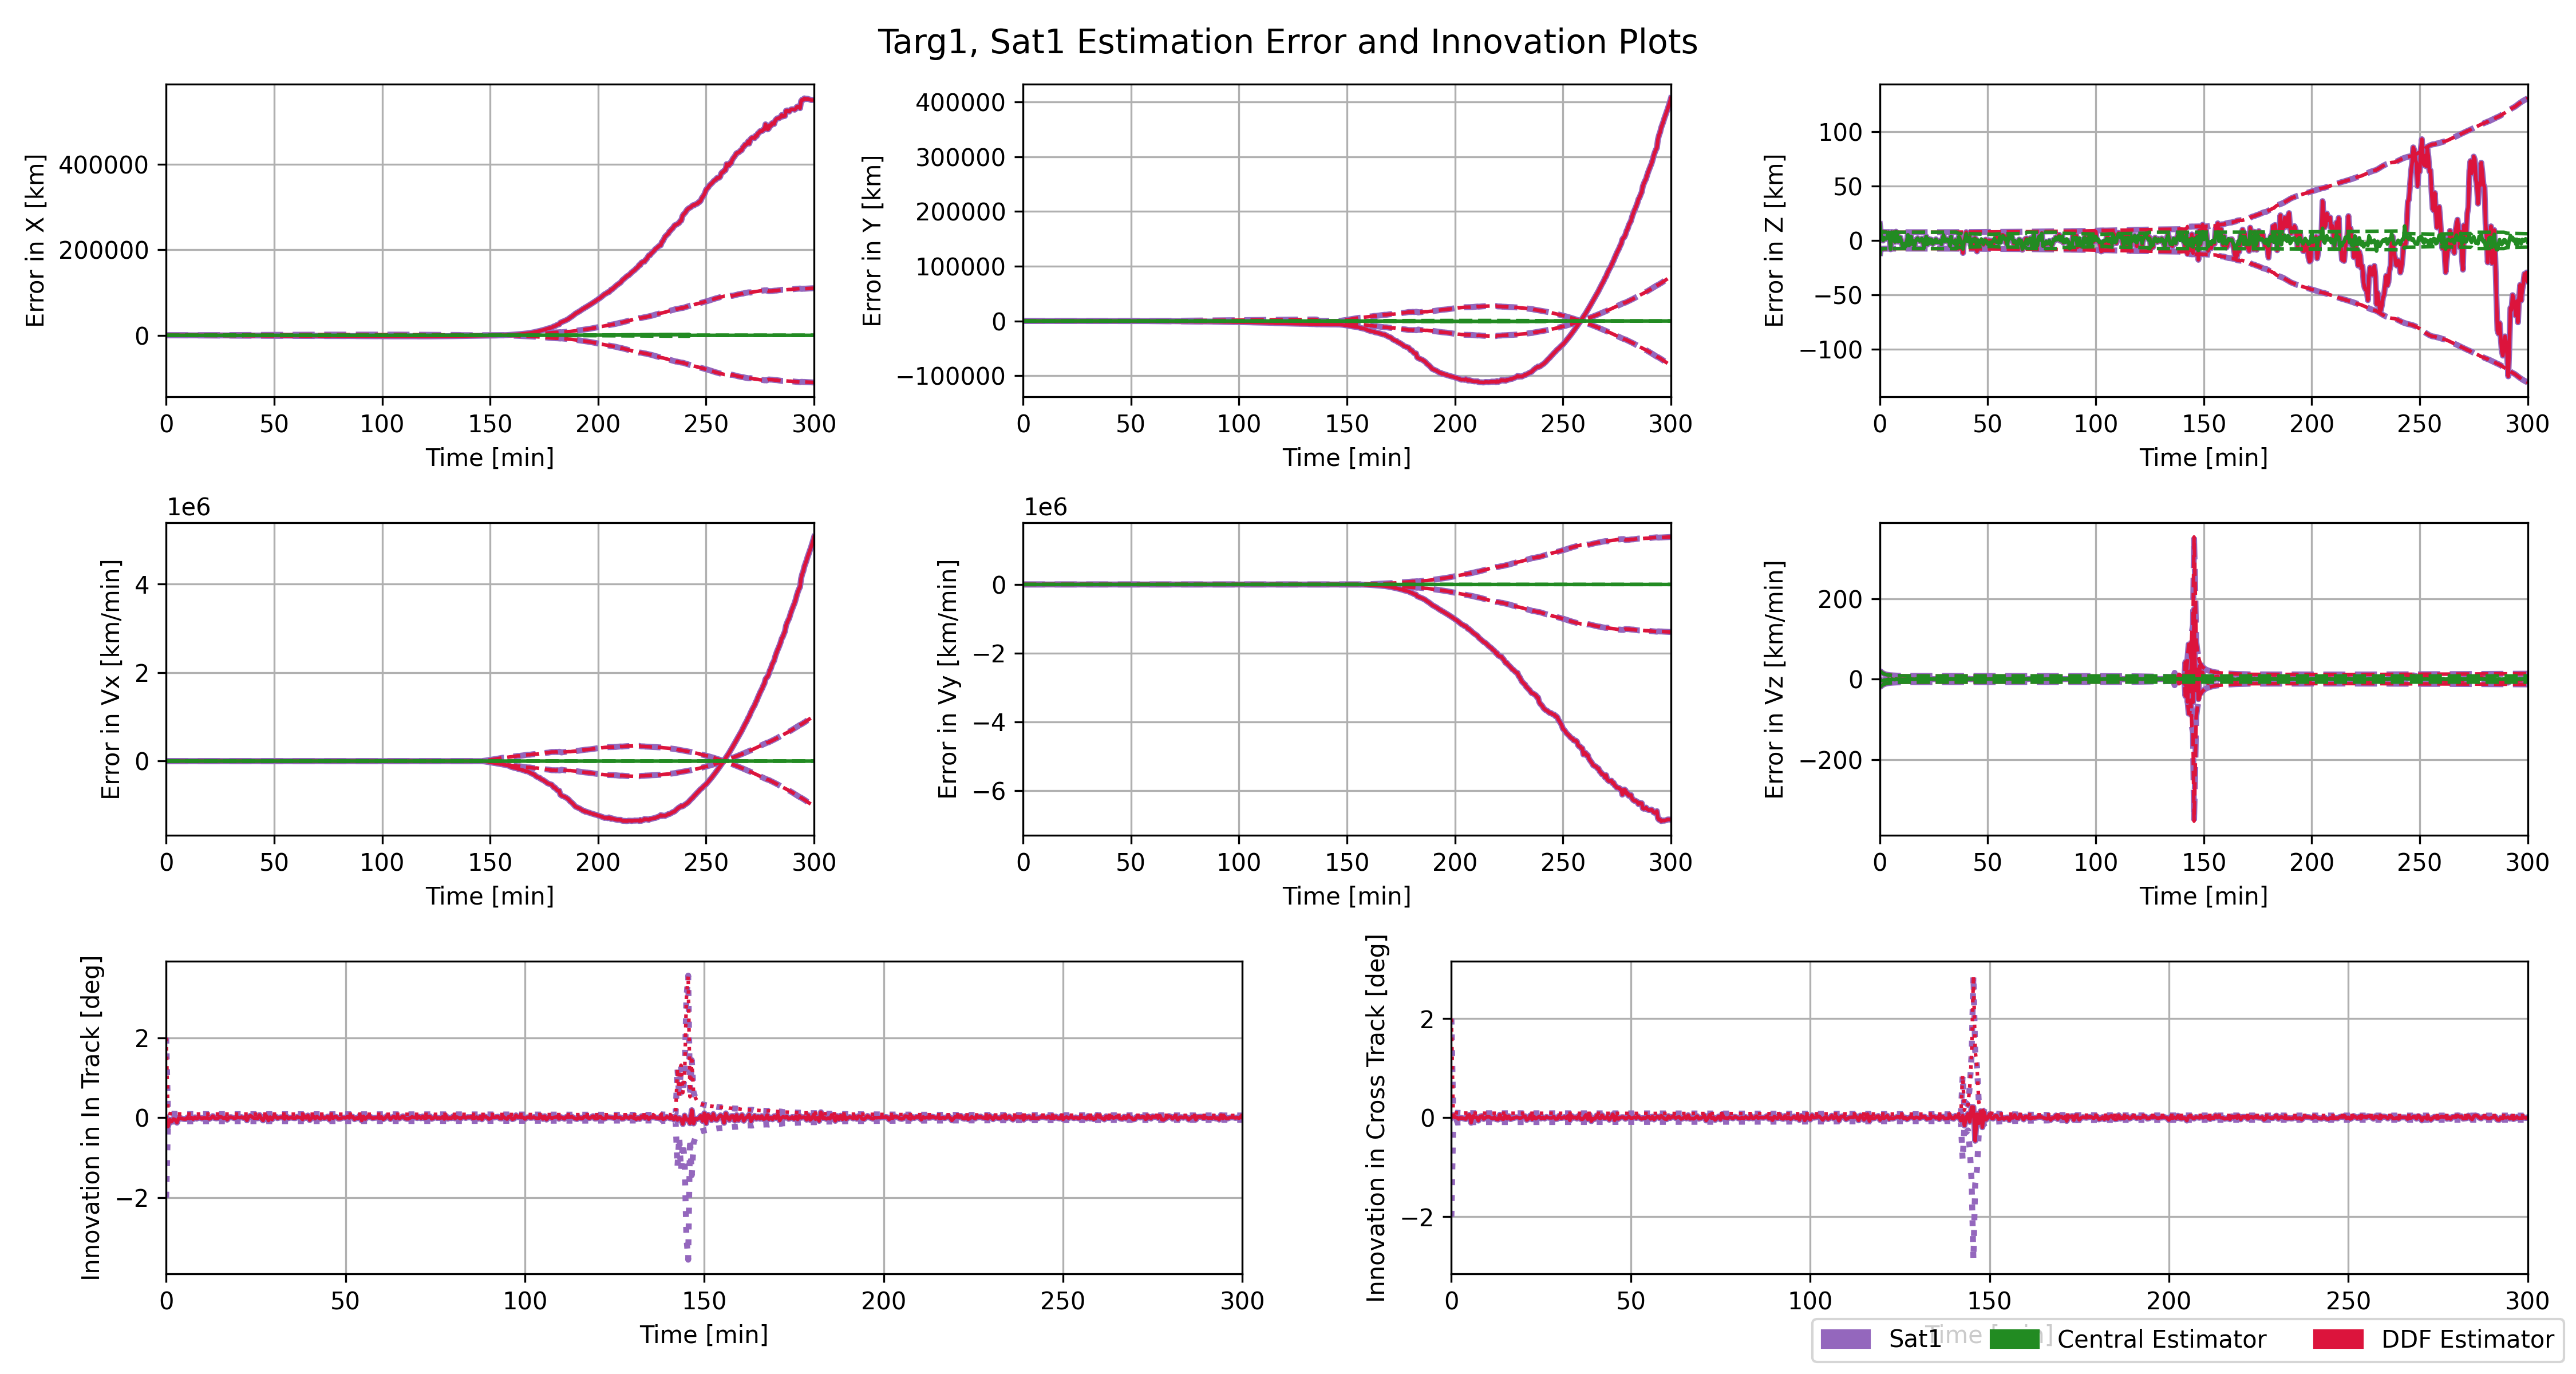 Targ1, Sat1 Estimation Error and Innovation Plots
Error in X [km]
400000
200000
0
0 50 100 150 200 250 300
Time [min]
Error in Y [km]
400000
300000
200000
100000
0
−100000
0 50 100 150 200 250 300
Time [min]
Error in Z [km]
100
50
0
−50
−100
0 50 100 150 200 250 300
Time [min]
1e6
Error in Vx [km/min]
4
2
0
0 50 100 150 200 250 300
Time [min]
1e6
Error in Vy [km/min]
0
−2
−4
−6
0 50 100 150 200 250 300
Time [min]
Error in Vz [km/min]
200
0
−200
0 50 100 150 200 250 300
Time [min]
Innovation in In Track [deg]
2
0
−2
0 50 100 150 200 250 300
Time [min]
Innovation in Cross Track [deg]
2
0
−2
0 50 100 150 200 250 300
Time [min]
Sat1 Central Estimator DDF Estimator